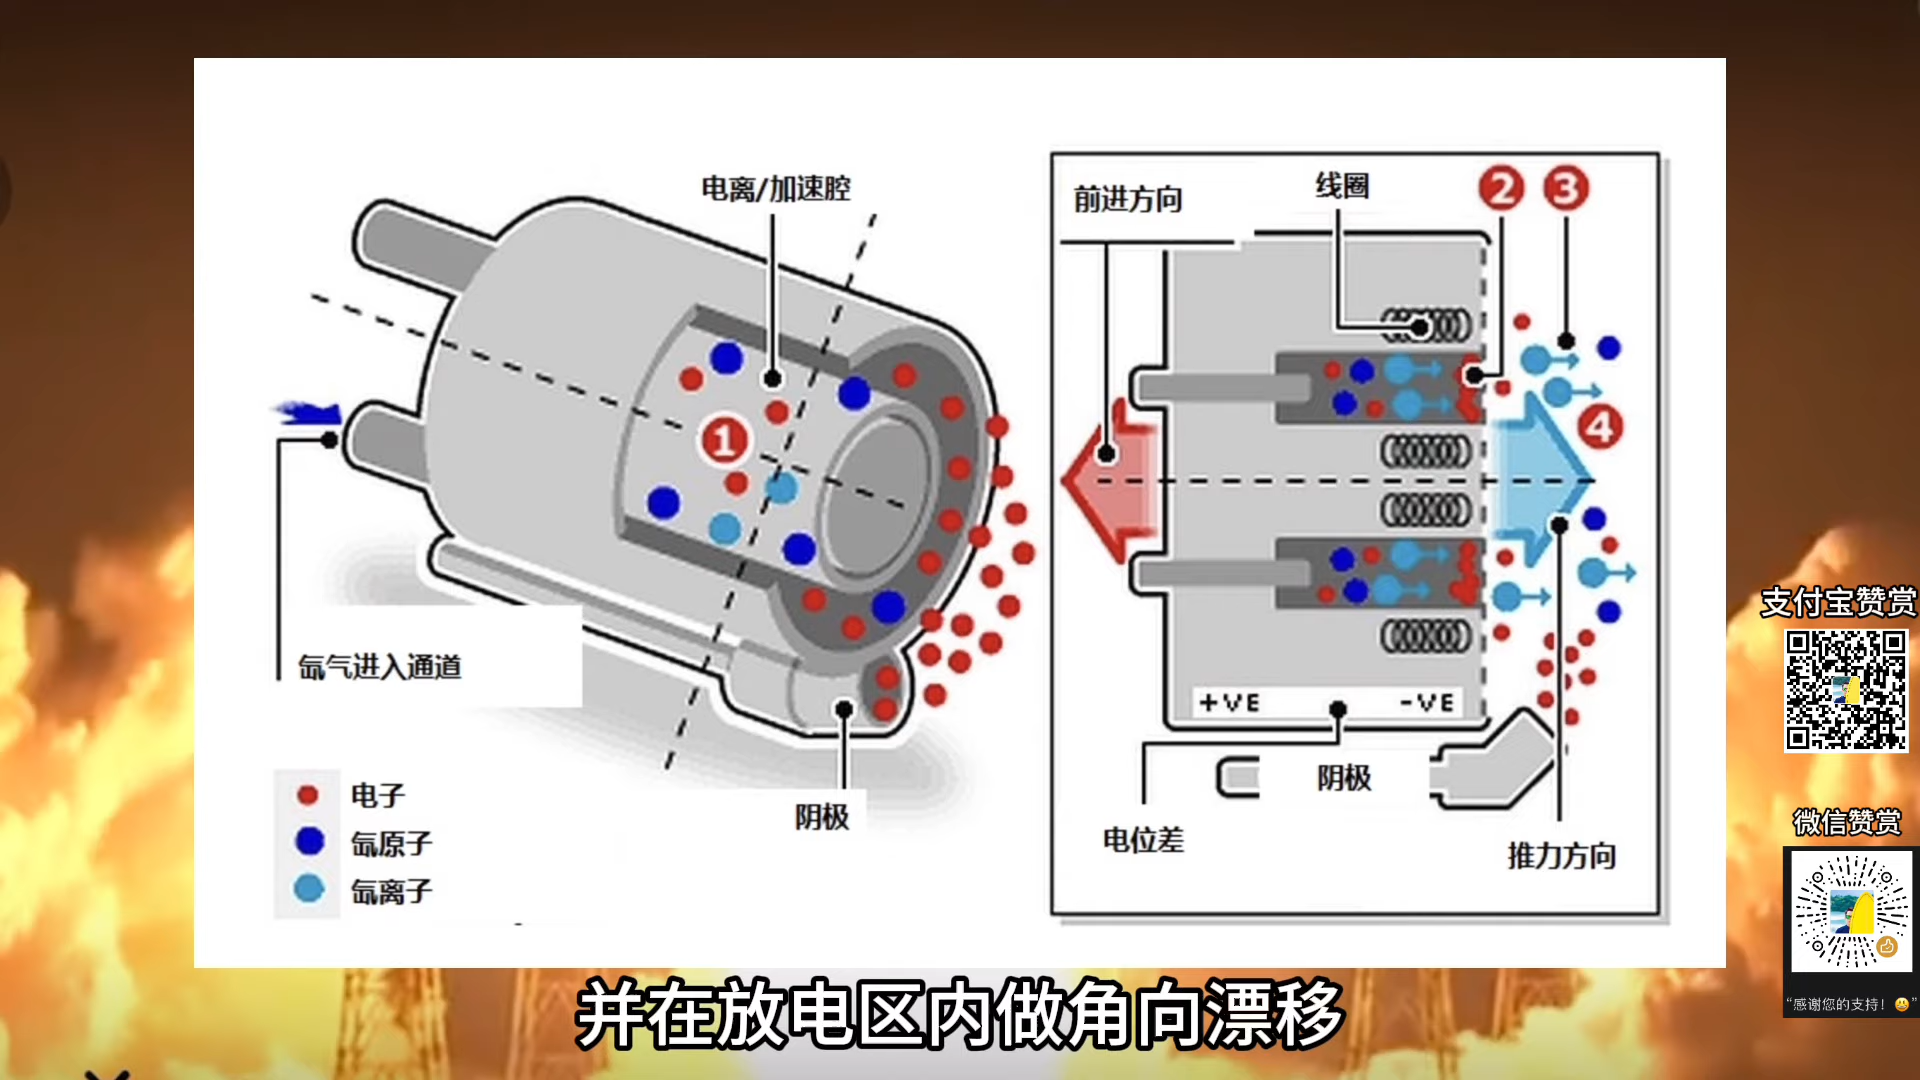 电离/加速腔
氙气进入通道
1
阴极
电子
氙原子
氙离子
前进方向
线圈
2
3
4
+VE
-VE
阴极
电位差
推力方向
支付宝赞赏
微信赞赏
“感谢您的支持！😃”
并在放电区内做角向漂移